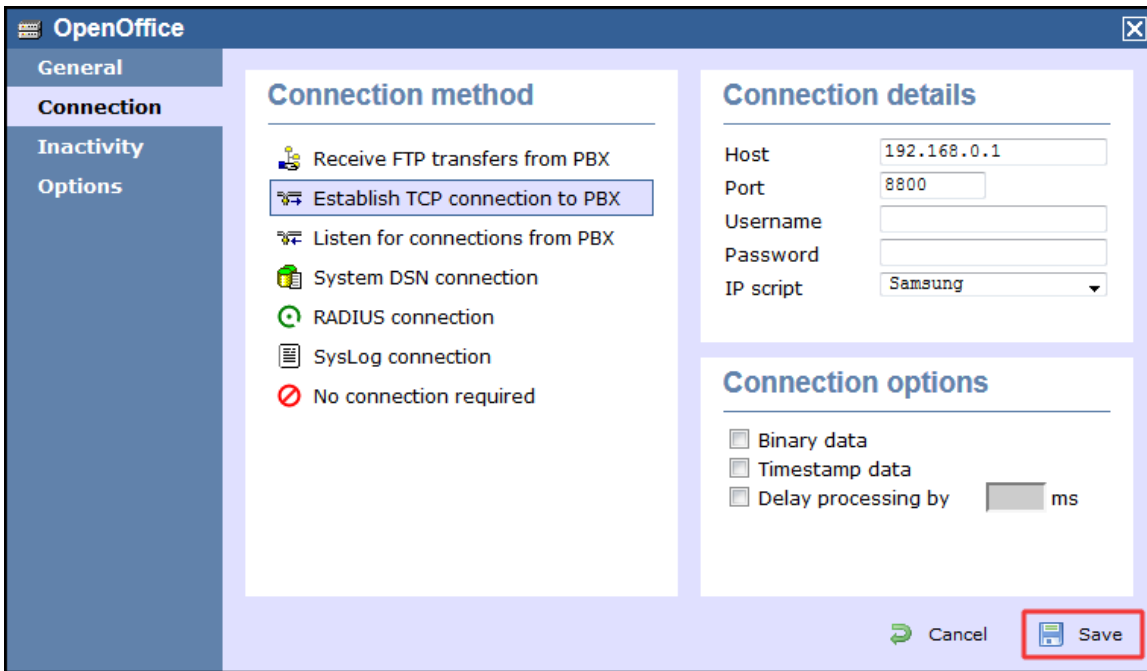 OpenOffice
General
Connection
Inactivity
Options
Connection method
Receive FTP transfers from PBX
Establish TCP connection to PBX
Listen for connections from PBX
System DSN connection
RADIUS connection
SysLog connection
No connection required
Connection details
Host 192.168.0.1
Port 8800
Username
Password
IP script Samsung
Connection options
Binary data
Timestamp data
Delay processing by ms
Cancel Save